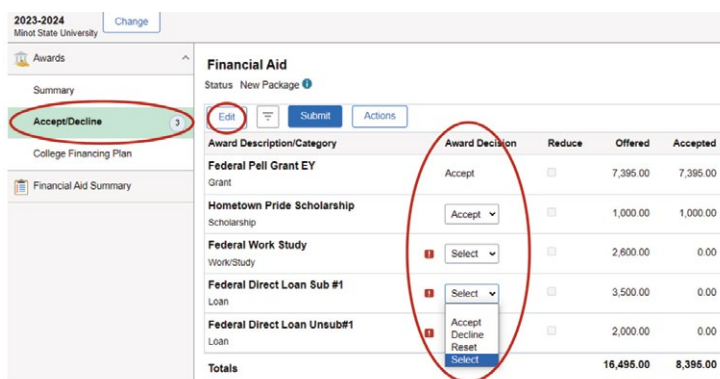 2023-2024
Minot State University
Change
Awards
Summary
Accept/Decline 3
College Financing Plan
Financial Aid Summary
Financial Aid
Status New Package
Edit Submit Actions
Award Description/Category Award Decision Reduce Offered Accepted
Federal Pell Grant EY
Grant
Accept 7,395.00 7,395.00
Hometown Pride Scholarship
Scholarship
Accept 1,000.00 1,000.00
Federal Work Study
Work/Study
Select 2,600.00 0.00
Federal Direct Loan Sub #1
Loan
Select 3,500.00 0.00
Accept
Decline
Reset
Select
Federal Direct Loan Unsub#1
Loan
2,000.00 0.00
Totals 16,495.00 8,395.00